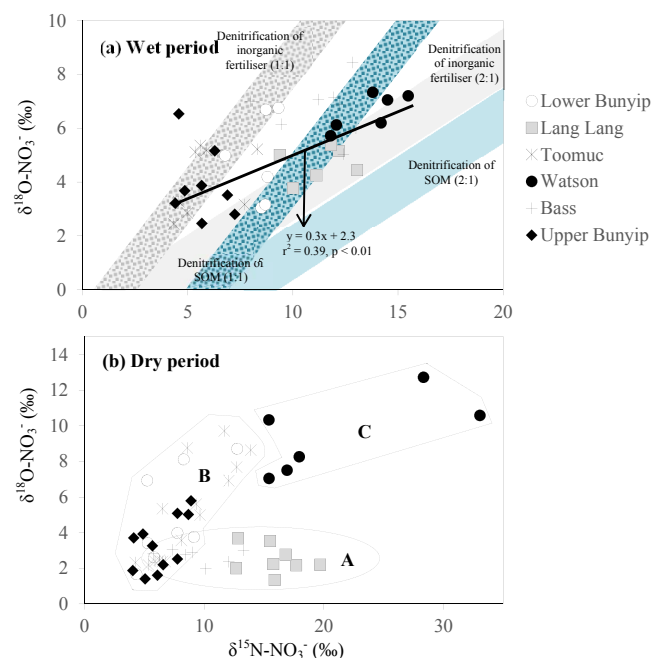 (a) Wet period
Denitrification of
inorganic
fertiliser (1:1)
Denitrification
of inorganic
fertiliser (2:1)
Denitrification of
SOM (2:1)
Denitrification of
SOM (1:1)
y = 0.3x + 2.3
r² = 0.39, p < 0.01
δ¹⁸O-NO₃⁻ (‰)
10
8
6
4
2
0
0
5
10
15
20
Lower Bunyip
Lang Lang
Toomuc
Watson
Bass
Upper Bunyip
(b) Dry period
δ¹⁸O-NO₃⁻ (‰)
14
12
10
8
6
4
2
0
A
B
C
0
10
20
30
δ¹⁵N-NO₃⁻ (‰)